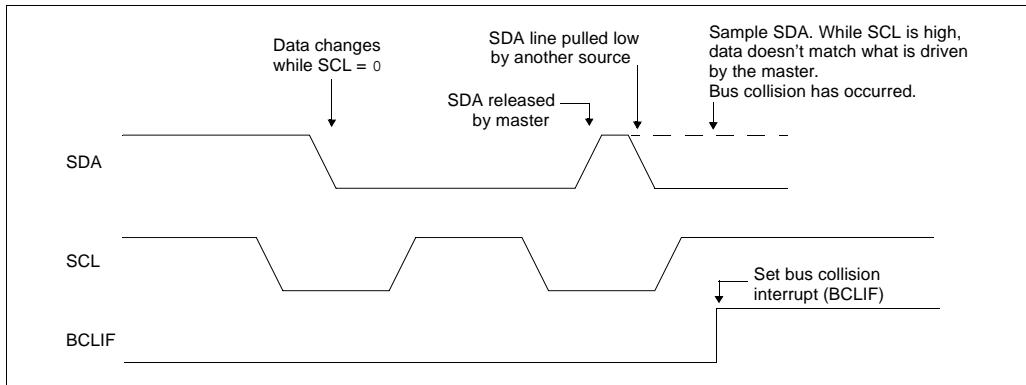 Data changes
while SCL = 0
SDA line pulled low
by another source
SDA released
by master
Sample SDA. While SCL is high,
data doesn't match what is driven
by the master.
Bus collision has occurred.
SDA
SCL
Set bus collision
interrupt (BCLIF)
BCLIF